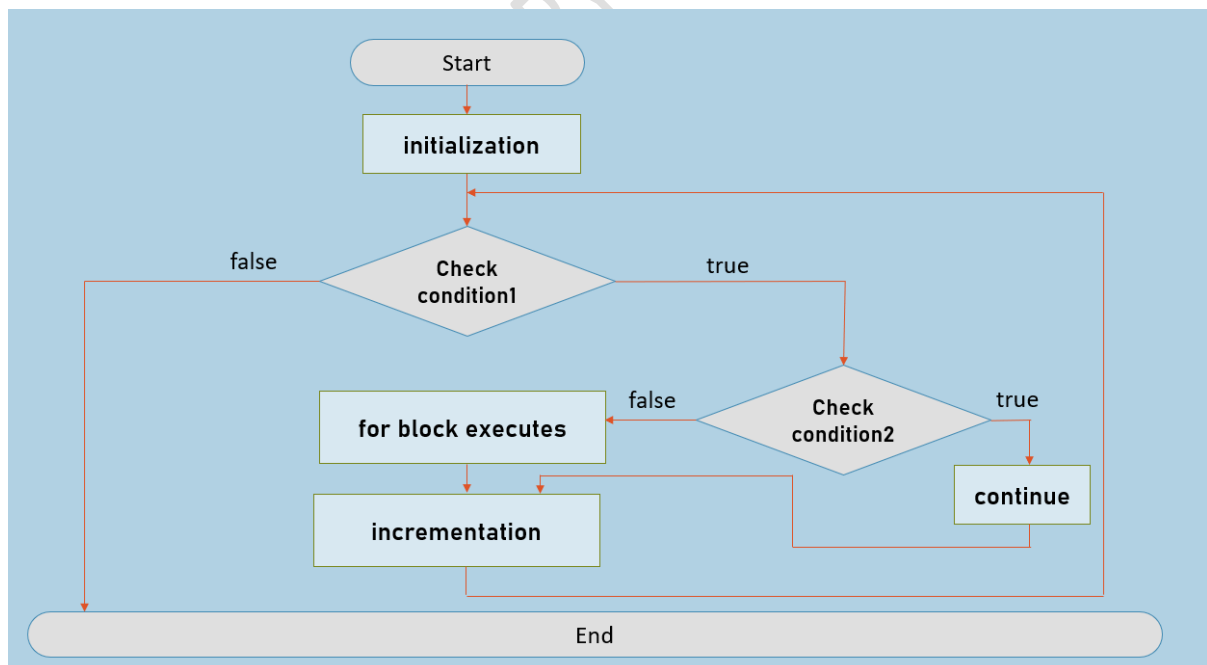 Start
initialization
false
Check
condition1
true
false
Check
condition2
true
for block executes
continue
incrementation
End